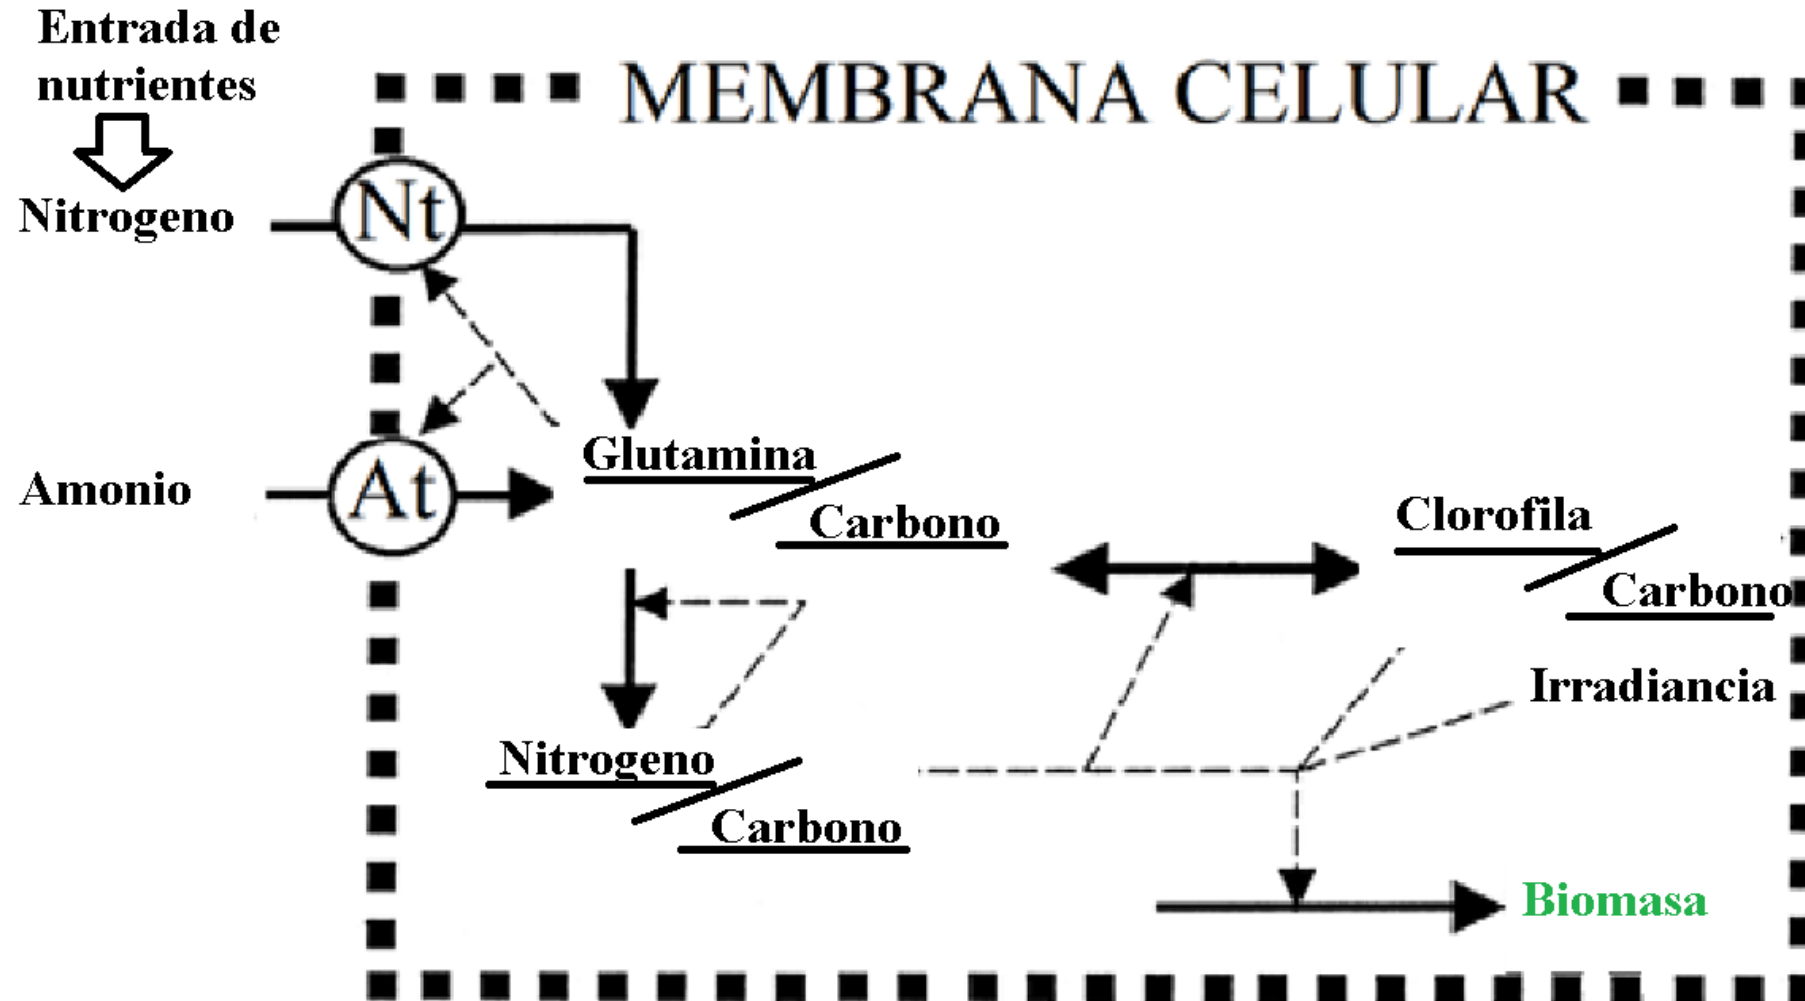 Entrada de
nutrientes
MEMBRANA CELULAR
Nitrogeno
Nt
Amonio
At
Glutamina
Carbono
Clorofila
Carbono
Irradiancia
Nitrogeno
Carbono
Biomasa